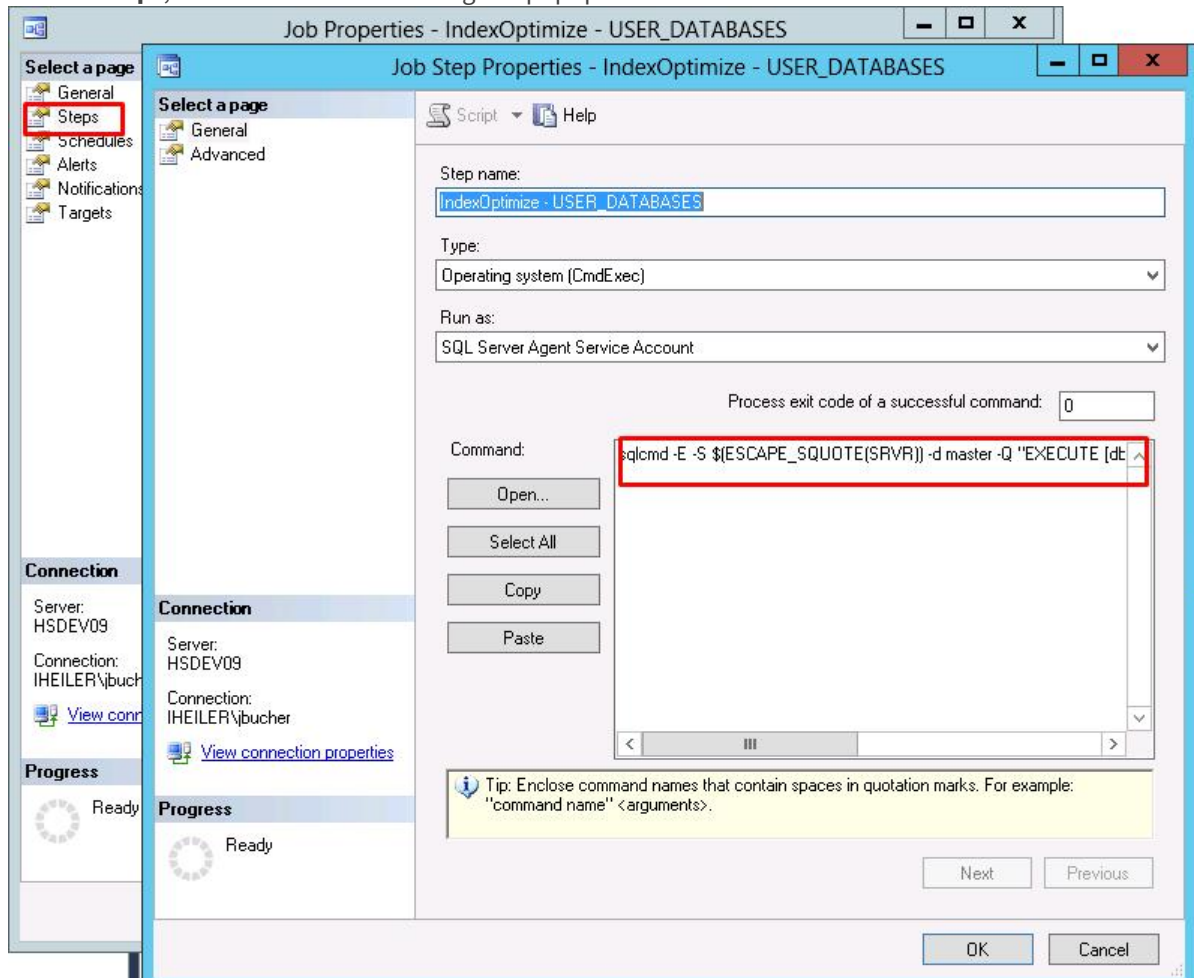 Job Properties - IndexOptimize - USER_DATABASES
Select a page
General
Steps
Schedules
Alerts
Notifications
Targets
Connection
Server:
HSDEV09
Connection:
IHEILER\jbuch
View conn
Progress
Ready
Job Step Properties - IndexOptimize - USER_DATABASES
Select a page
General
Advanced
Connection
Server:
HSDEV09
Connection:
IHEILER\jbucher
View connection properties
Progress
Ready
Script Help
Step name:
IndexOptimize - USER_DATABASES
Type:
Operating system (CmdExec)
Run as:
SQL Server Agent Service Account
Process exit code of a successful command: 0
Command:
sqlcmd -E -S $(ESCAPE_SQUOTE(SRVR)) -d master -Q "EXECUTE [db
Open...
Select All
Copy
Paste
Tip: Enclose command names that contain spaces in quotation marks. For example:
"command name" <arguments>.
Next Previous
OK Cancel